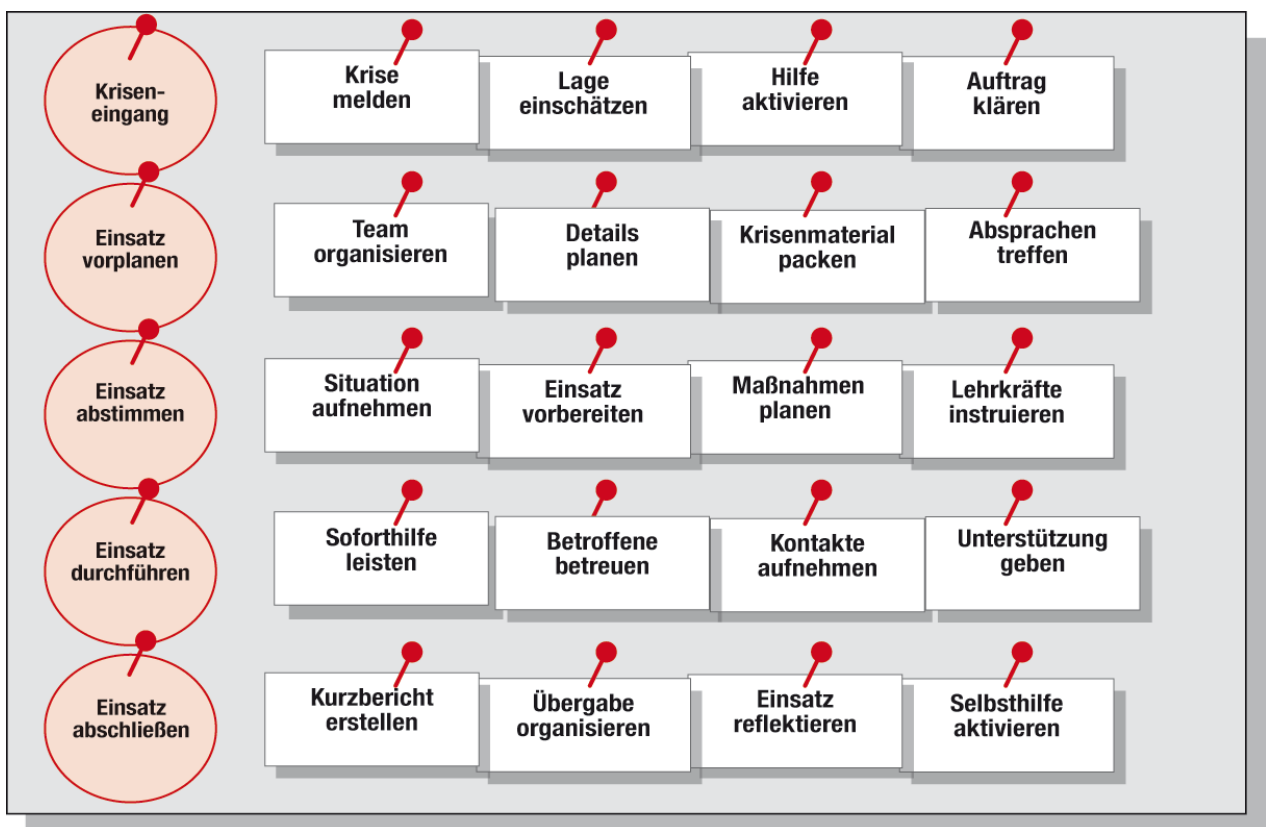 Krisen-
eingang
Krise
melden
Lage
einschätzen
Hilfe
aktivieren
Auftrag
klären
Einsatz
vorplanen
Team
organisieren
Details
planen
Krisenmaterial
packen
Absprachen
treffen
Einsatz
abstimmen
Situation
aufnehmen
Einsatz
vorbereiten
Maßnahmen
planen
Lehrkräfte
instruieren
Einsatz
durchführen
Soforthilfe
leisten
Betroffene
betreuen
Kontakte
aufnehmen
Unterstützung
geben
Einsatz
abschließen
Kurzbericht
erstellen
Übergabe
organisieren
Einsatz
reflektieren
Selbsthilfe
aktivieren